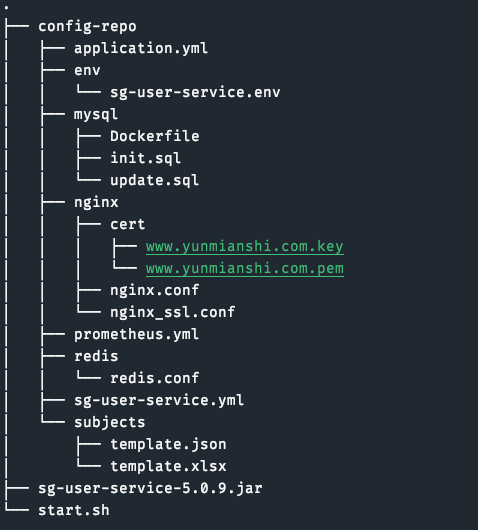 .
├── config-repo
│   ├── application.yml
│   ├── env
│   │   └── sg-user-service.env
│   ├── mysql
│   │   ├── Dockerfile
│   │   ├── init.sql
│   │   └── update.sql
│   ├── nginx
│   │   ├── cert
│   │   │   ├── www.yunmianshi.com.key
│   │   │   └── www.yunmianshi.com.pem
│   │   ├── nginx.conf
│   │   └── nginx_ssl.conf
│   ├── prometheus.yml
│   ├── redis
│   │   └── redis.conf
│   ├── sg-user-service.yml
│   └── subjects
│       ├── template.json
│       └── template.xlsx
├── sg-user-service-5.0.9.jar
└── start.sh